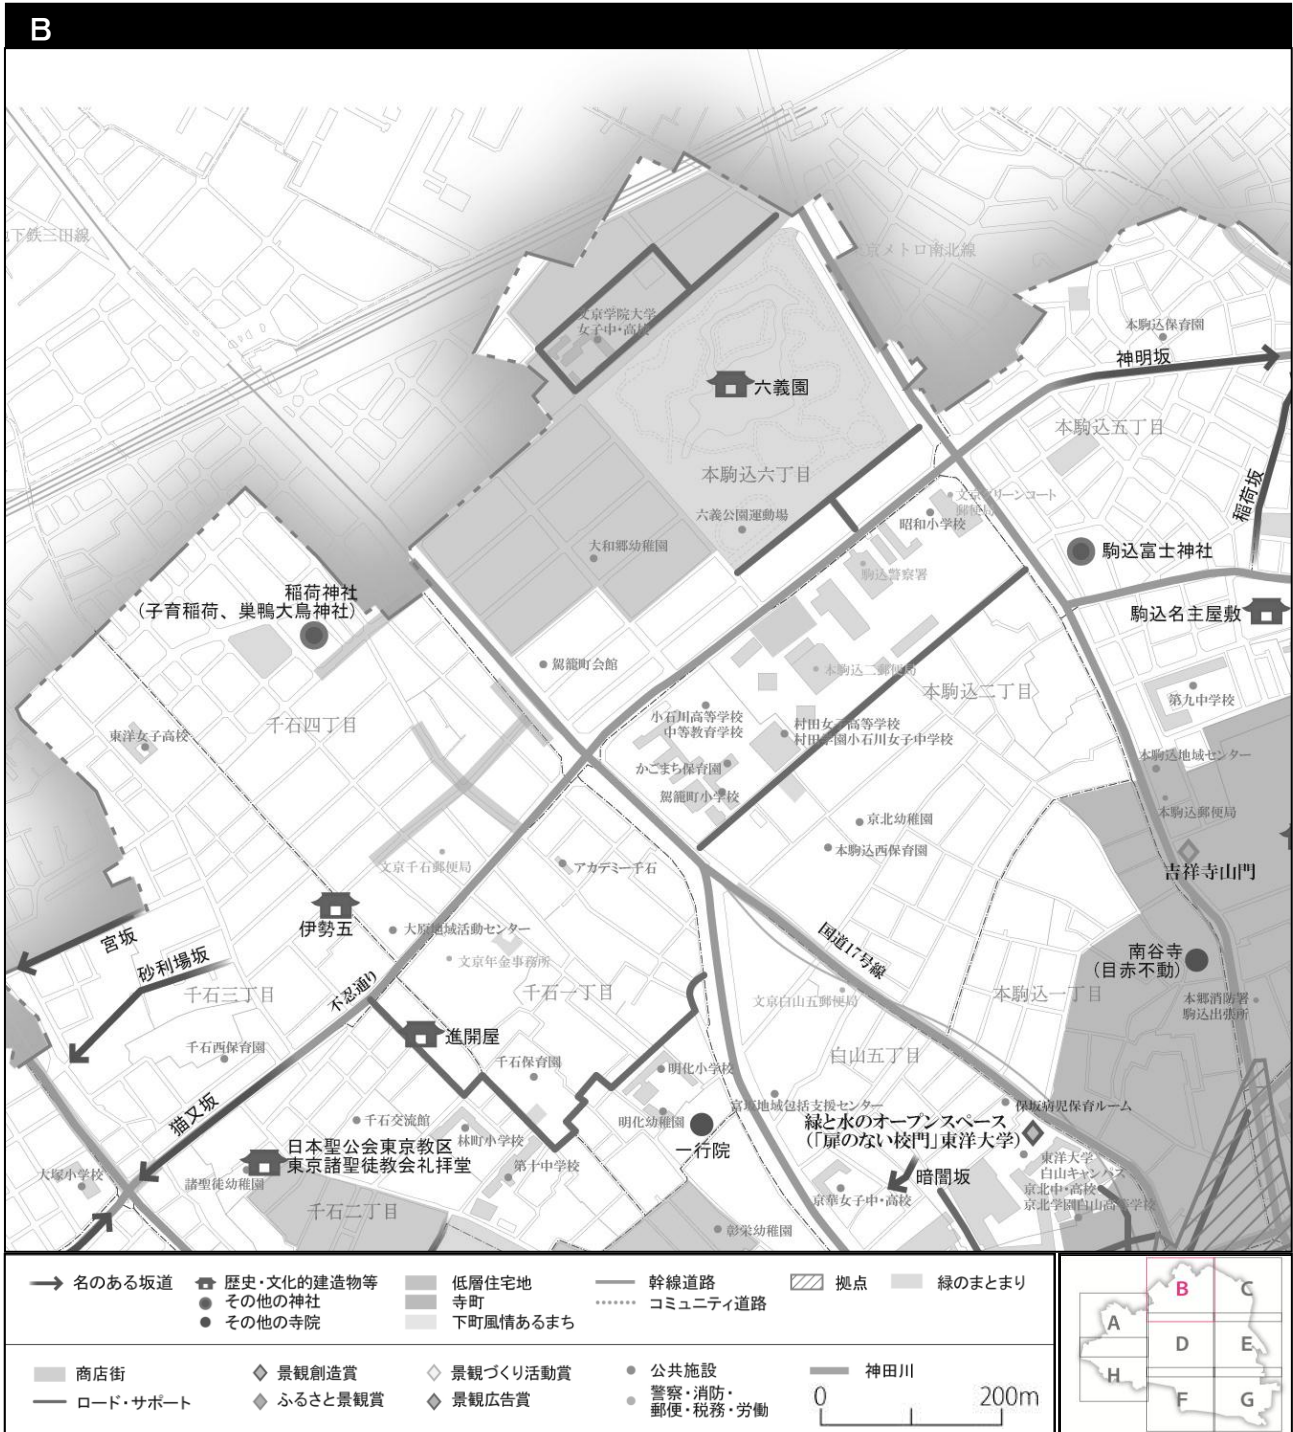 B
下鉄三田線
京メトロ南北線
文京学院大学
女子中・高校
本駒込保育園
神明坂
六義園
本駒込五丁目
本駒込六丁目
稲荷坂
文京グリーンコート
郵便局
六義公園運動場
昭和小学校
大和郷幼稚園
駒込富士神社
駒込警察署
稲荷神社
(子育稲荷、巣鴨大鳥神社)
駒込名主屋敷
駕籠町会館
本駒込二郵便局
本駒込二丁目
第九中学校
千石四丁目
小石川高等学校
中等教育学校
村田女子高等学校
村田学園小石川女子中学校
東洋女子高校
本駒込地域センター
かごまち保育園
駕籠町小学校
本駒込郵便局
京北幼稚園
本駒込西保育園
文京千石郵便局
アカデミー千石
吉祥寺山門
伊勢五
大原地域活動センター
国道17号線
宮坂
文京年金事務所
南谷寺
(目赤不動)
砂利場坂
千石三丁目
不忍通り
千石一丁目
文京白山五郵便局
本駒込一丁目
本郷消防署
駒込出張所
進開屋
千石西保育園
千石保育園
白山五丁目
明化小学校
猫又坂
富坂地域包括支援センター
保坂病児保育ルーム
千石交流館
明化幼稚園
緑と水のオープンスペース
(「扉のない校門」東洋大学)
日本聖公会東京教区
東京諸聖徒教会礼拝堂
林町小学校
一行院
第十中学校
東洋大学
白山キャンパス
大塚小学校
諸聖徒幼稚園
暗闇坂
京北中・高校
京華女子中・高校
京北学園白山高等学校
千石二丁目
彰栄幼稚園
名のある坂道
歴史・文化的建造物等
低層住宅地
幹線道路
拠点
緑のまとまり
その他の神社
寺町
コミュニティ道路
その他の寺院
下町風情あるまち
商店街
景観創造賞
景観づくり活動賞
公共施設
神田川
ロード・サポート
ふるさと景観賞
景観広告賞
警察・消防・
郵便・税務・労働
0 200m
B C
A
D E
H
F G